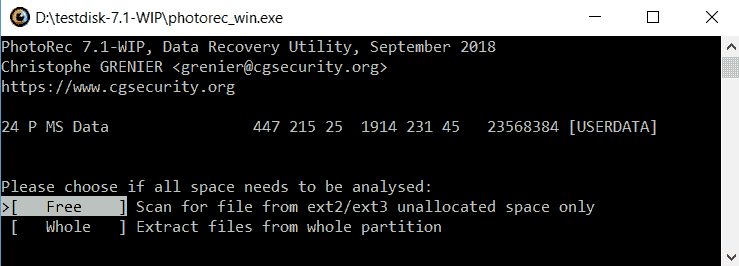 D:\testdisk-7.1-WIP\photorec_win.exe
PhotoRec 7.1-WIP, Data Recovery Utility, September 2018
Christophe GRENIER <grenier@cgsecurity.org>
https://www.cgsecurity.org
24 P MS Data                 447 215 25  1914 231 45   23568384 [USERDATA]
Please choose if all space needs to be analysed:
>[   Free    ] Scan for file from ext2/ext3 unallocated space only
 [   Whole   ] Extract files from whole partition